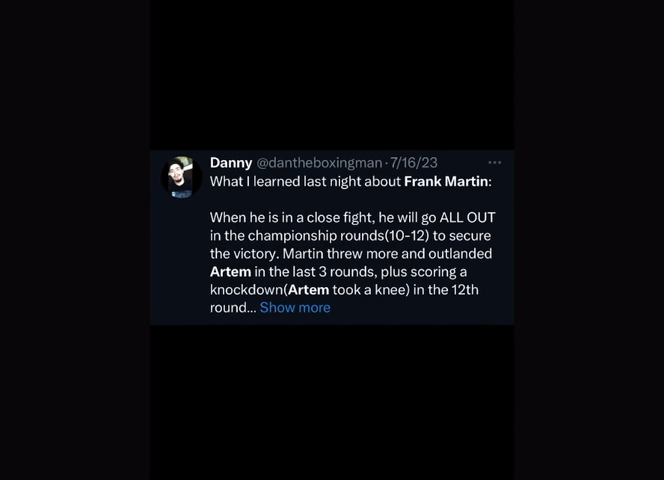 Danny @dantheboxingman · 7/16/23 ...
What I learned last night about Frank Martin:
When he is in a close fight, he will go ALL OUT
in the championship rounds(10-12) to secure
the victory. Martin threw more and outlanded
Artem in the last 3 rounds, plus scoring a
knockdown(Artem took a knee) in the 12th
round... Show more